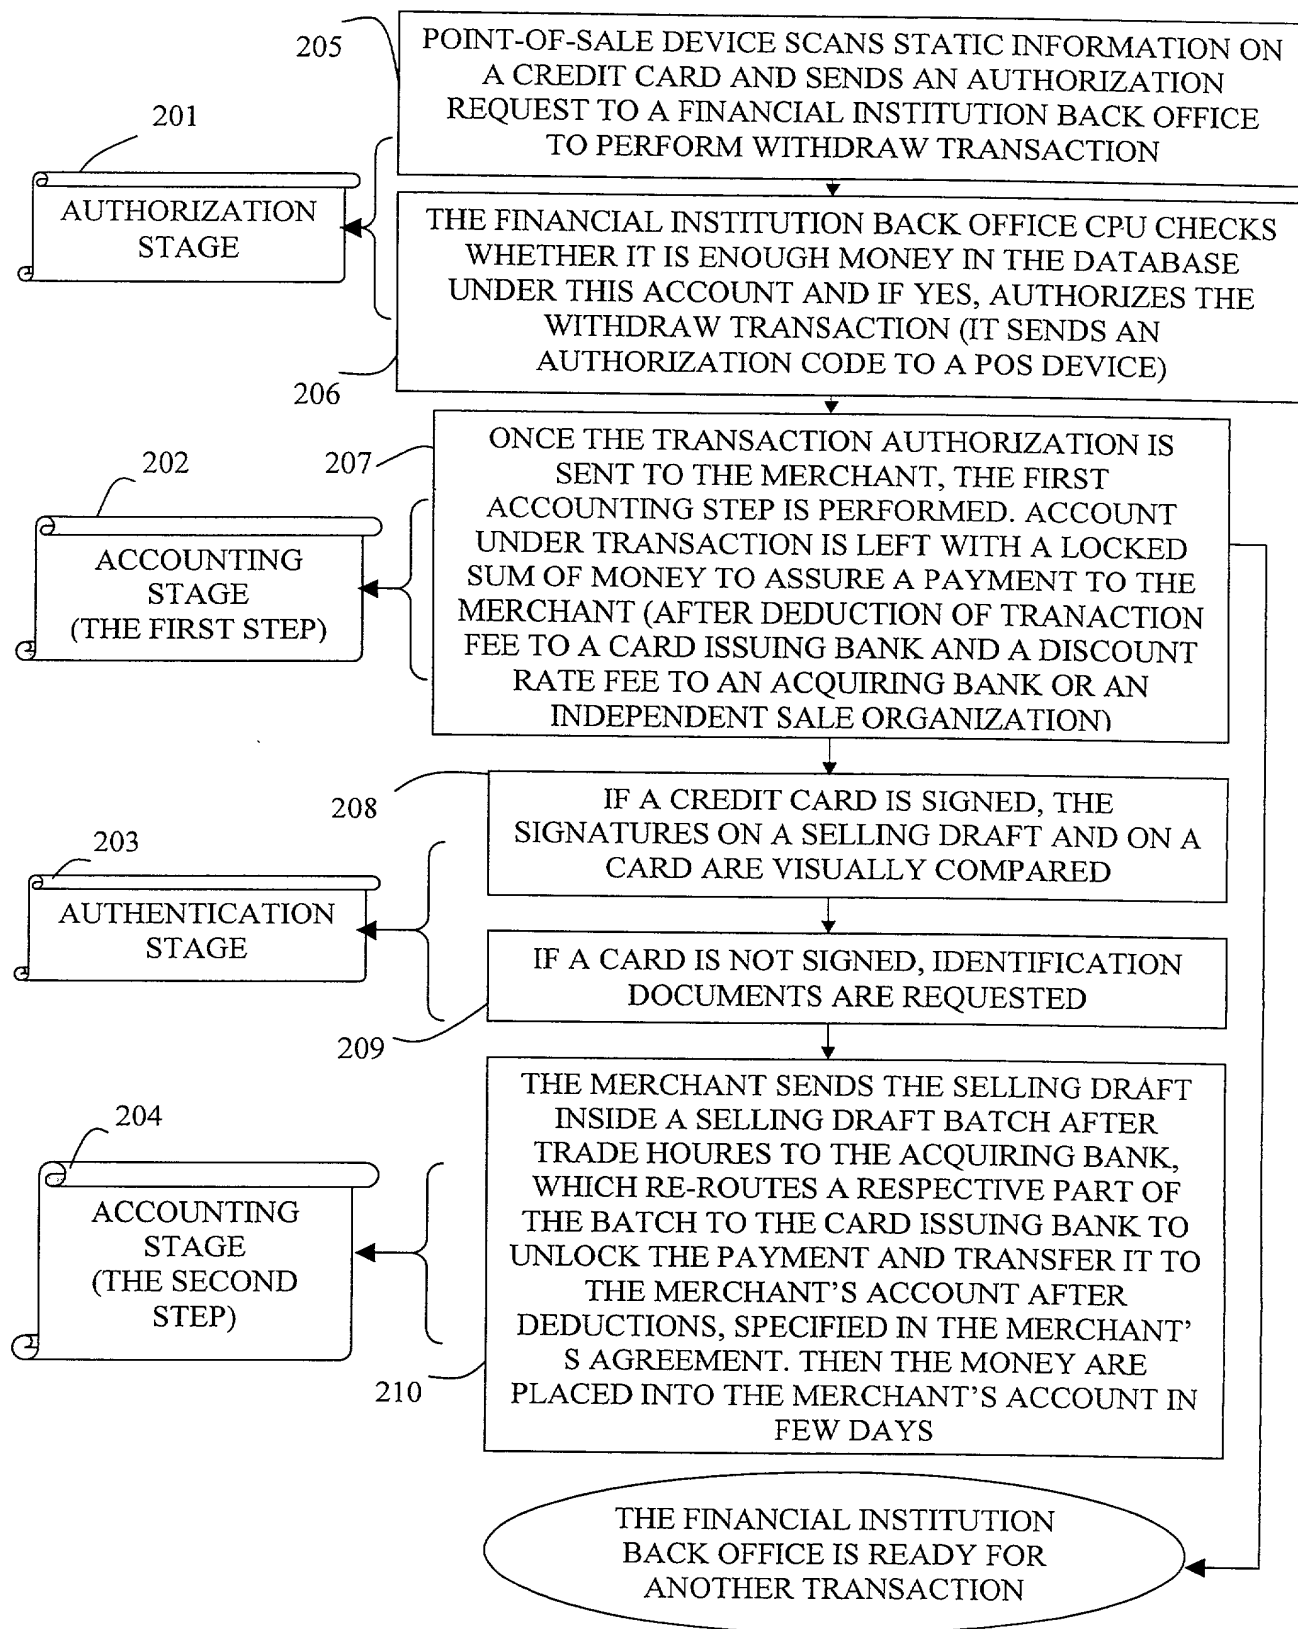 205
POINT-OF-SALE DEVICE SCANS STATIC INFORMATION ON
A CREDIT CARD AND SENDS AN AUTHORIZATION
REQUEST TO A FINANCIAL INSTITUTION BACK OFFICE
TO PERFORM WITHDRAW TRANSACTION
201
AUTHORIZATION
STAGE
THE FINANCIAL INSTITUTION BACK OFFICE CPU CHECKS
WHETHER IT IS ENOUGH MONEY IN THE DATABASE
UNDER THIS ACCOUNT AND IF YES, AUTHORIZES THE
WITHDRAW TRANSACTION (IT SENDS AN
AUTHORIZATION CODE TO A POS DEVICE)
206
202
ACCOUNTING
STAGE
(THE FIRST STEP)
207
ONCE THE TRANSACTION AUTHORIZATION IS
SENT TO THE MERCHANT, THE FIRST
ACCOUNTING STEP IS PERFORMED. ACCOUNT
UNDER TRANSACTION IS LEFT WITH A LOCKED
SUM OF MONEY TO ASSURE A PAYMENT TO THE
MERCHANT (AFTER DEDUCTION OF TRANACTION
FEE TO A CARD ISSUING BANK AND A DISCOUNT
RATE FEE TO AN ACQUIRING BANK OR AN
INDEPENDENT SALE ORGANIZATION)
208
IF A CREDIT CARD IS SIGNED, THE
SIGNATURES ON A SELLING DRAFT AND ON A
CARD ARE VISUALLY COMPARED
203
AUTHENTICATION
STAGE
IF A CARD IS NOT SIGNED, IDENTIFICATION
DOCUMENTS ARE REQUESTED
209
204
ACCOUNTING
STAGE
(THE SECOND
STEP)
THE MERCHANT SENDS THE SELLING DRAFT
INSIDE A SELLING DRAFT BATCH AFTER
TRADE HOURES TO THE ACQUIRING BANK,
WHICH RE-ROUTES A RESPECTIVE PART OF
THE BATCH TO THE CARD ISSUING BANK TO
UNLOCK THE PAYMENT AND TRANSFER IT TO
THE MERCHANT'S ACCOUNT AFTER
DEDUCTIONS, SPECIFIED IN THE MERCHANT'
S AGREEMENT. THEN THE MONEY ARE
PLACED INTO THE MERCHANT'S ACCOUNT IN
FEW DAYS
210
THE FINANCIAL INSTITUTION
BACK OFFICE IS READY FOR
ANOTHER TRANSACTION